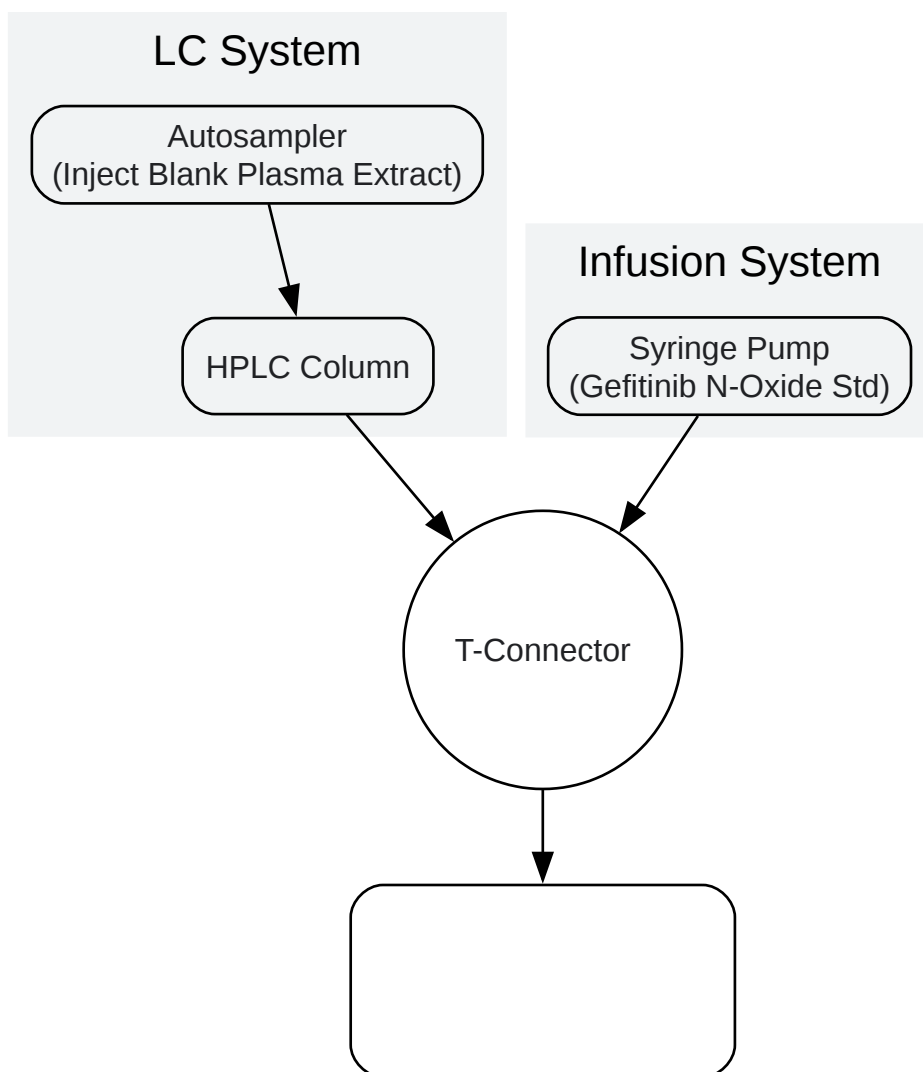 LC System
Autosampler
(Inject Blank Plasma Extract)
HPLC Column
Infusion System
Syringe Pump
(Gefitinib N-Oxide Std)
T-Connector